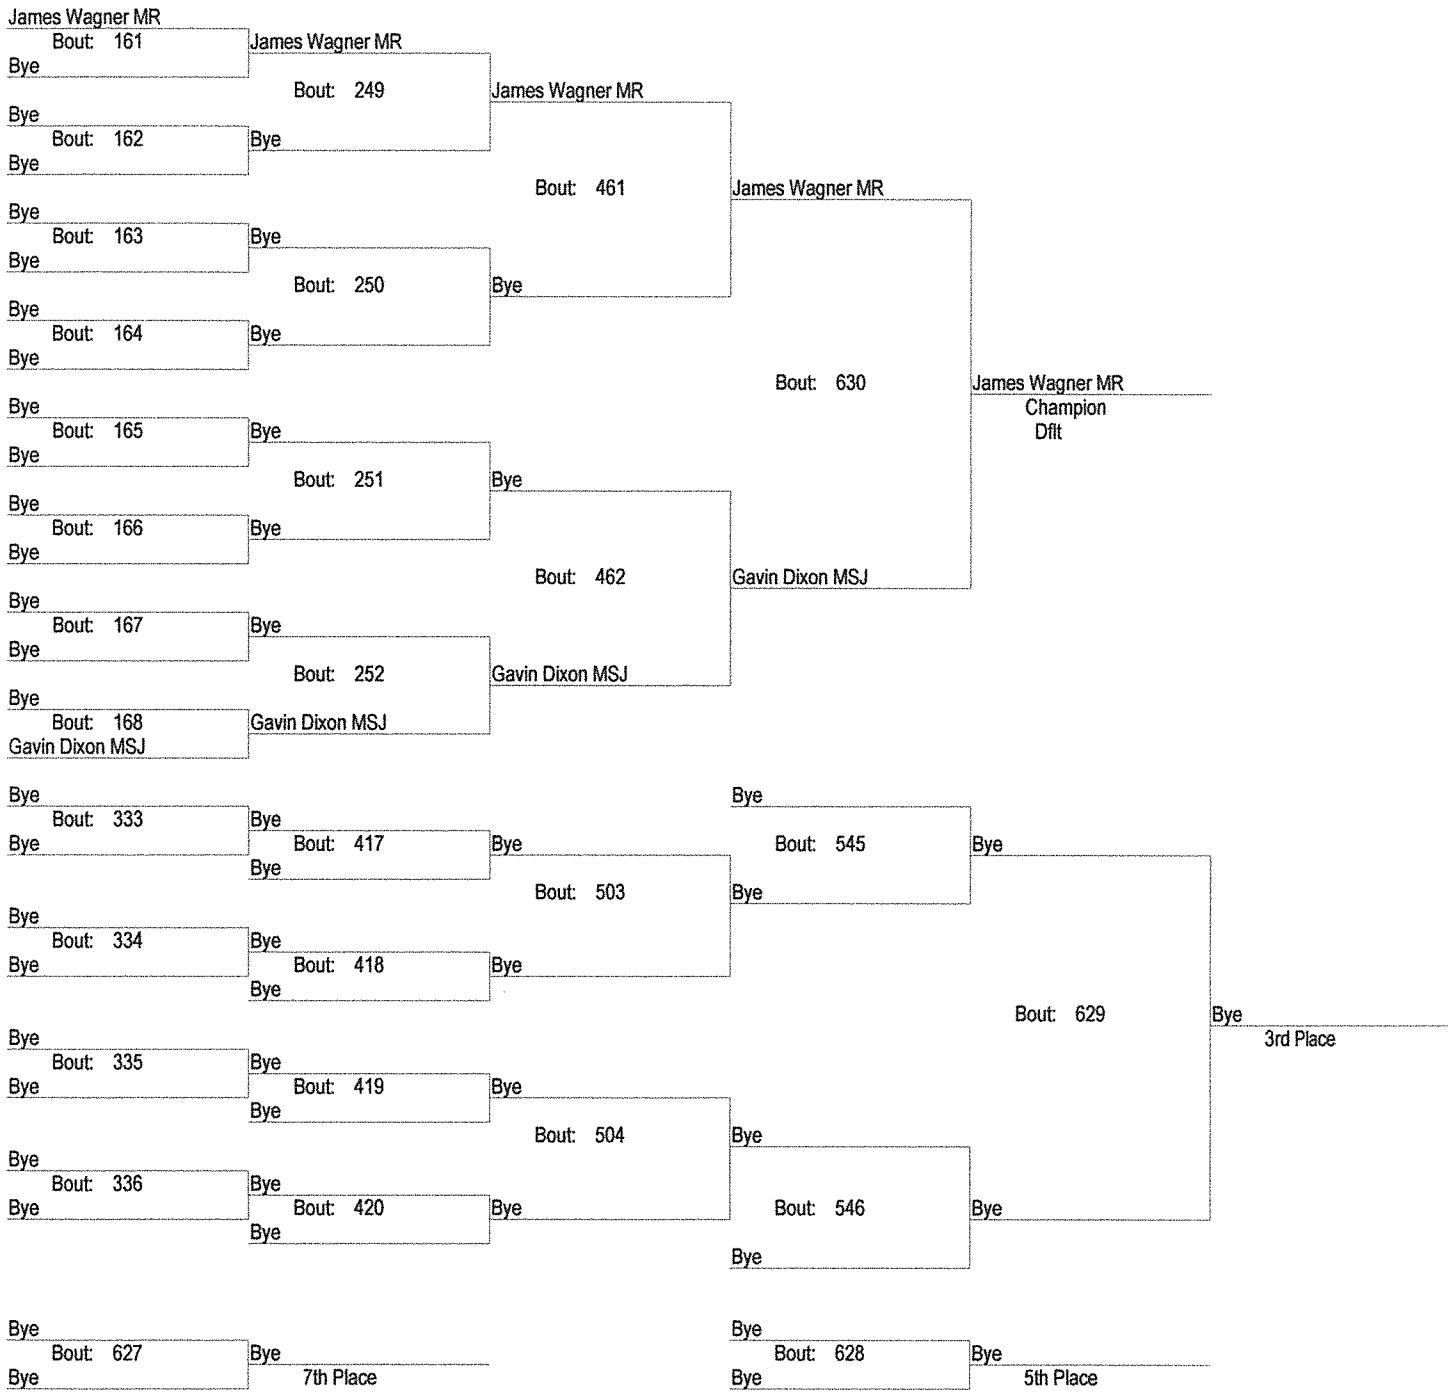 James Wagner MR
Bout: 161 James Wagner MR
Bye
Bout: 249 James Wagner MR
Bye
Bout: 162 Bye
Bye
Bout: 461 James Wagner MR
Bye
Bout: 163 Bye
Bye
Bout: 250 Bye
Bye
Bout: 164 Bye
Bye
Bout: 630 James Wagner MR
Champion
Dflt
Bye
Bout: 165 Bye
Bye
Bout: 251 Bye
Bye
Bout: 166 Bye
Bye
Bout: 462 Gavin Dixon MSJ
Bye
Bout: 167 Bye
Bye
Bout: 252 Gavin Dixon MSJ
Bye
Bout: 168 Gavin Dixon MSJ
Gavin Dixon MSJ
Bye Bye
Bout: 333 Bye
Bye Bout: 417 Bye Bout: 545 Bye
Bye
Bout: 503 Bye
Bye
Bout: 334 Bye
Bye Bout: 418 Bye
Bye
Bout: 629 Bye
3rd Place
Bye
Bout: 335 Bye
Bye Bout: 419 Bye
Bye
Bout: 504 Bye
Bye
Bout: 336 Bye
Bye Bout: 420 Bye Bout: 546 Bye
Bye
Bye
Bye Bye
Bout: 627 Bye Bout: 628 Bye
Bye 7th Place Bye 5th Place